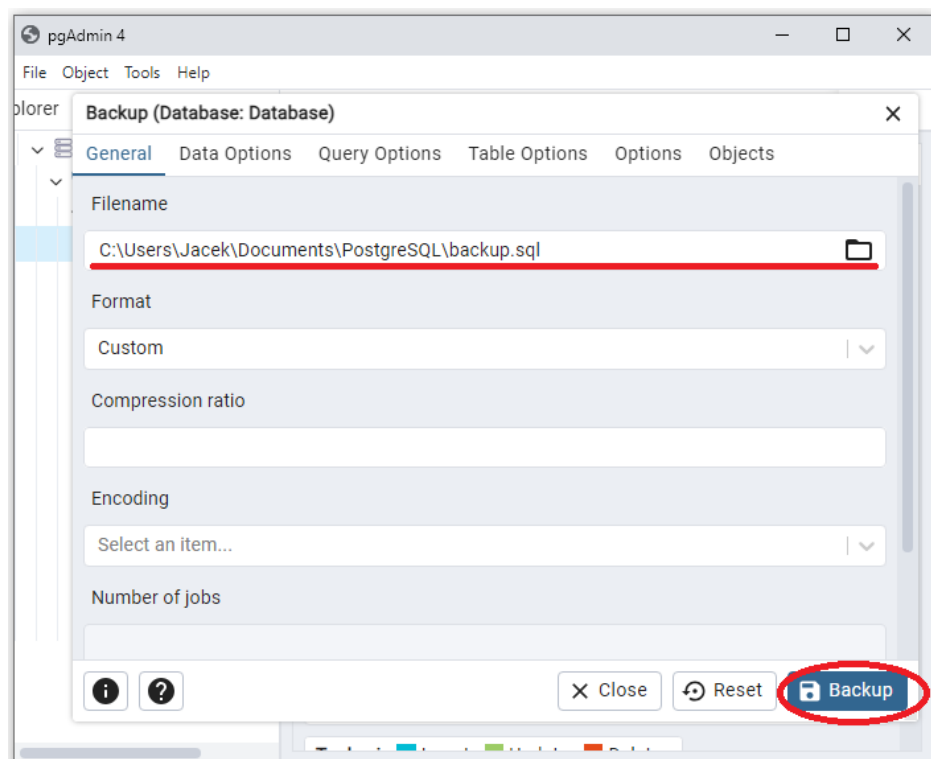 pgAdmin 4
File Object Tools Help
plorer
Backup (Database: Database)
General Data Options Query Options Table Options Options Objects
Filename
C:\Users\Jacek\Documents\PostgreSQL\backup.sql
Format
Custom
Compression ratio
Encoding
Select an item...
Number of jobs
Close Reset Backup